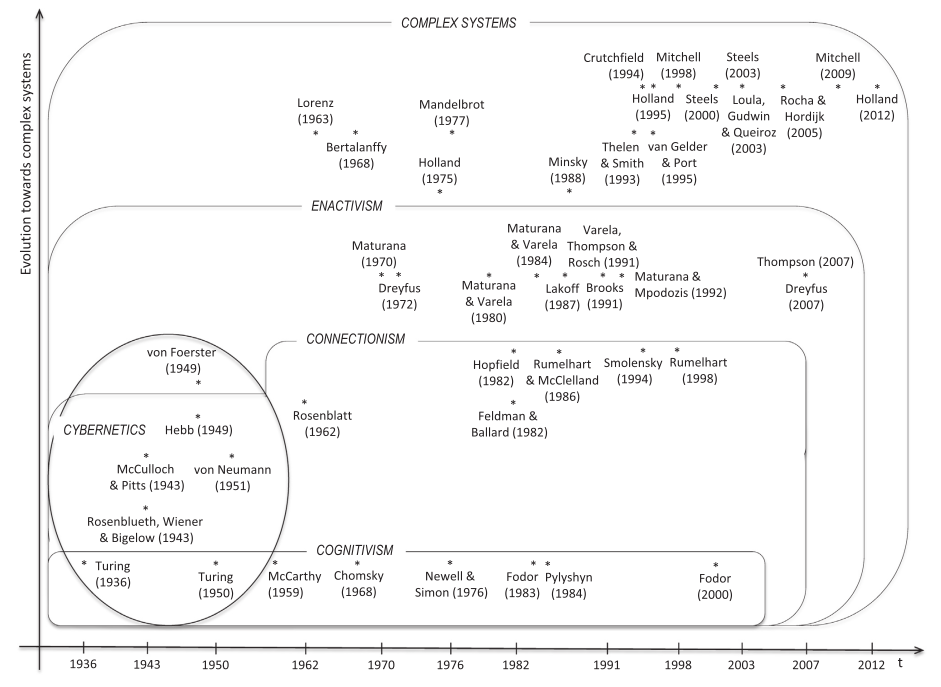 COMPLEX SYSTEMS
Crutchfield
(1994)
Mitchell
(1998)
Steels
(2003)
Mitchell
(2009)
Holland
(1995)
Steels
(2000)
Loula,
Gudwin
& Queiroz
(2003)
Rocha &
Hordijk
(2005)
Holland
(2012)
Lorenz
(1963)
Mandelbrot
(1977)
Bertalanffy
(1968)
Holland
(1975)
Minsky
(1988)
Thelen
& Smith
(1993)
van Gelder
& Port
(1995)
Evolution towards complex systems
ENACTIVISM
Maturana
(1970)
Dreyfus
(1972)
Maturana
& Varela
(1984)
Varela,
Thompson &
Rosch (1991)
Maturana
& Varela
(1980)
Lakoff
(1987)
Brooks
(1991)
Maturana &
Mpodozis (1992)
Thompson (2007)
Dreyfus
(2007)
CONNECTIONISM
von Foerster
(1949)
Hopfield
(1982)
Rumelhart
& McClelland
(1986)
Smolensky
(1994)
Rumelhart
(1998)
Rosenblatt
(1962)
Feldman &
Ballard (1982)
CYBERNETICS
Hebb (1949)
McCulloch
& Pitts (1943)
von Neumann
(1951)
Rosenblueth, Wiener
& Bigelow (1943)
COGNITIVISM
Turing
(1936)
Turing
(1950)
McCarthy
(1959)
Chomsky
(1968)
Newell &
Simon (1976)
Fodor
(1983)
Pylyshyn
(1984)
Fodor
(2000)
1936 1943 1950 1962 1970 1976 1982 1991 1998 2003 2007 2012 t